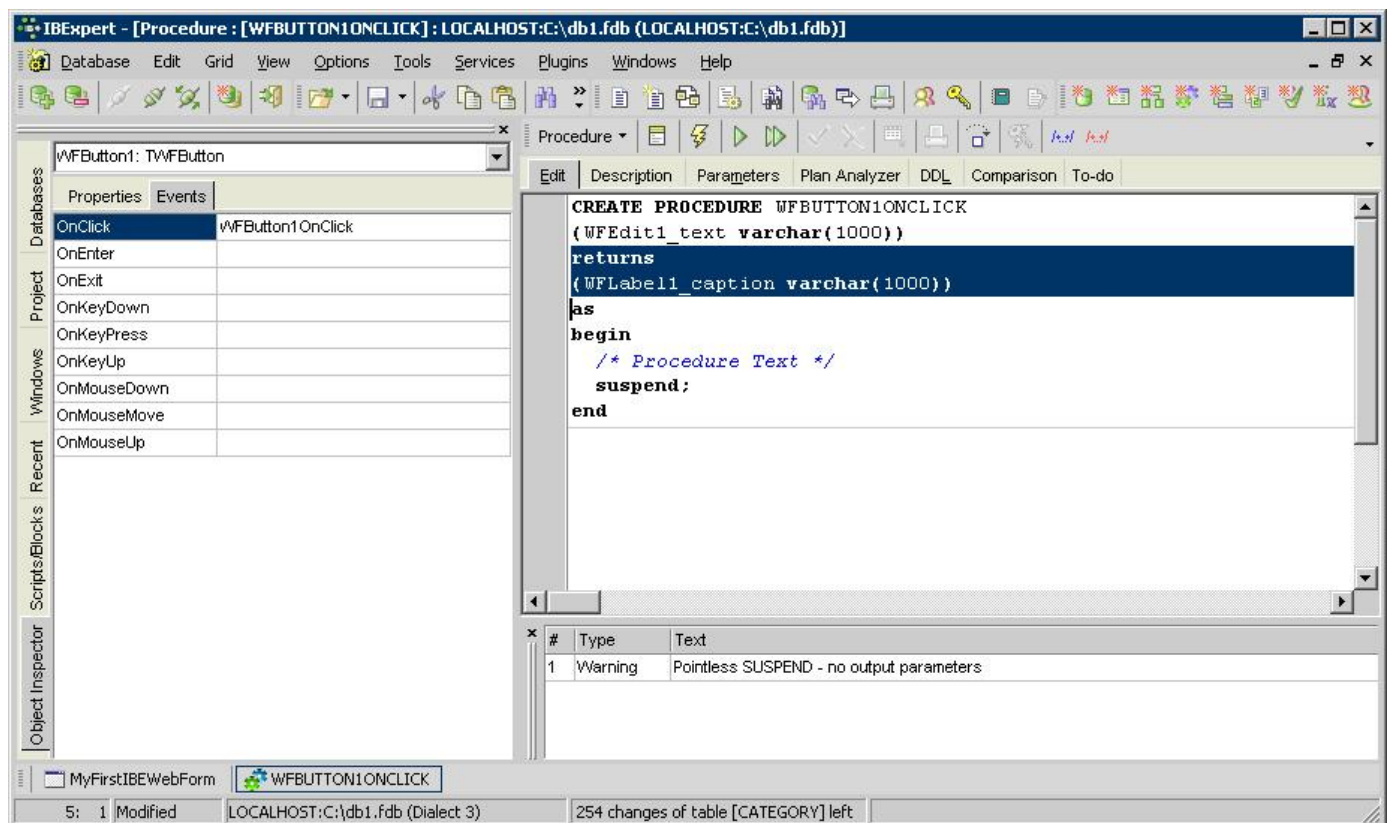 IBExpert - [Procedure : [WFBUTTON1ONCLICK] : LOCALHOST:C:\db1.fdb (LOCALHOST:C:\db1.fdb)]
Database Edit Grid View Options Tools Services Plugins Windows Help
Procedure
WFButton1: TWFButton
Edit Description Parameters Plan Analyzer DDL Comparison To-do
Properties Events
OnClick WFButton1OnClick
OnEnter
OnExit
OnKeyDown
OnKeyPress
OnKeyUp
OnMouseDown
OnMouseMove
OnMouseUp
Databases
Project
Windows
Recent
Scripts/Blocks
Object Inspector
CREATE PROCEDURE WFBUTTON1ONCLICK
(WFEdit1_text varchar(1000))
returns
(WFLabel1_caption varchar(1000))
as
begin
/* Procedure Text */
suspend;
end
# Type Text
1 Warning Pointless SUSPEND - no output parameters
MyFirstIBEWebForm WFBUTTON1ONCLICK
5: 1 Modified LOCALHOST:C:\db1.fdb (Dialect 3) 254 changes of table [CATEGORY] left